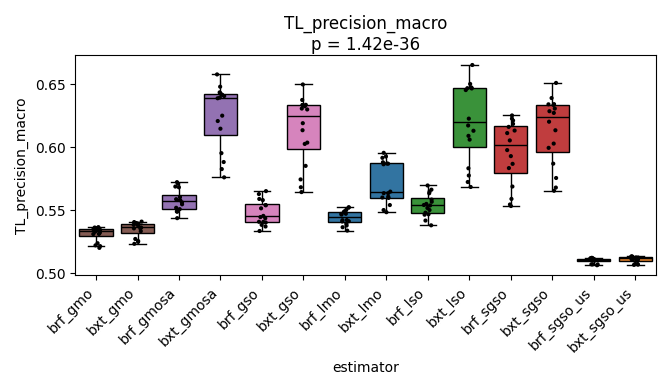 TL_precision_macro
p = 1.42e-36
TL_precision_macro
0.65
0.60
0.55
0.50
brf_gmo
bxt_gmo
brf_gmosa
bxt_gmosa
brf_gso
bxt_gso
brf_lmo
bxt_lmo
brf_lso
bxt_lso
brf_sgso
bxt_sgso
brf_sgso_us
bxt_sgso_us
estimator